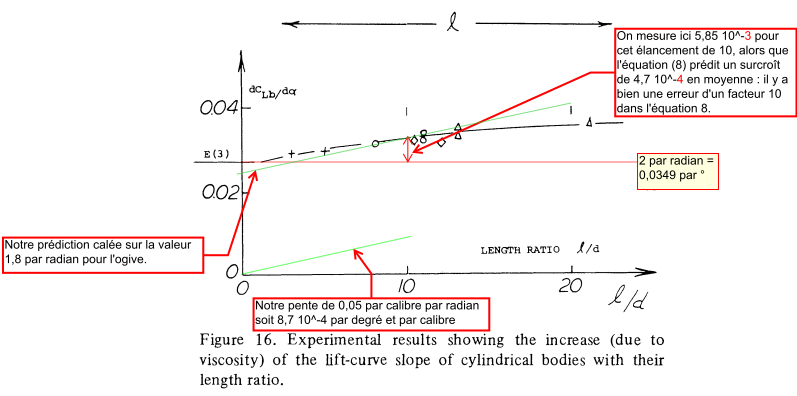 l
On mesure ici 5,85 10^-3 pour
cet élancement de 10, alors que
l'équation (8) prédit un surcroît
de 4,7 10^-4 en moyenne : il y a
bien une erreur d'un facteur 10
dans l'équation 8.
dCLb/dα
0.04
E(3)
2 par radian =
0,0349 par °
0.02
Notre prédiction calée sur la valeur
1,8 par radian pour l'ogive.
LENGTH RATIO l/d
0
0
10
20
l/d
Notre pente de 0,05 par calibre par radian
soit 8,7 10^-4 par degré et par calibre
Figure 16. Experimental results showing the increase (due to
viscosity) of the lift-curve slope of cylindrical bodies with their
length ratio.